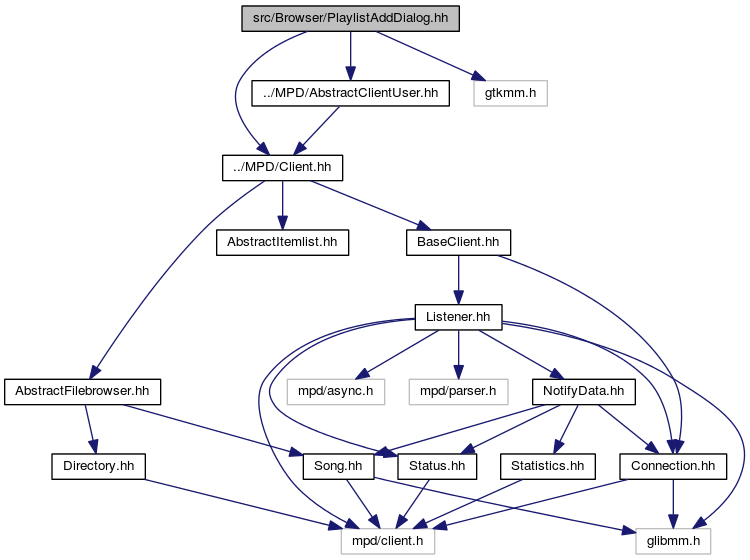 src/Browser/PlaylistAddDialog.hh
../MPD/AbstractClientUser.hh
gtkmm.h
../MPD/Client.hh
AbstractItemlist.hh
BaseClient.hh
Listener.hh
AbstractFilebrowser.hh
mpd/async.h
mpd/parser.h
NotifyData.hh
Directory.hh
Song.hh
Status.hh
Statistics.hh
Connection.hh
mpd/client.h
glibmm.h